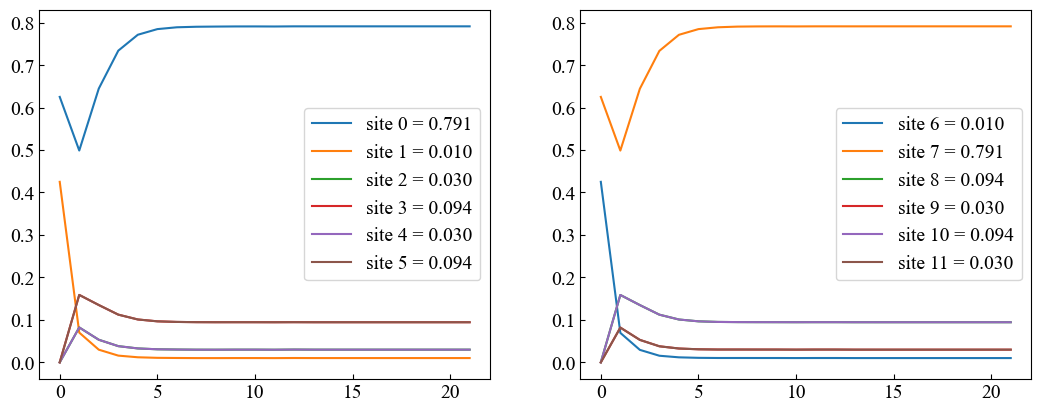 0.8
0.7
0.6
0.5
0.4
0.3
0.2
0.1
0.0
0 5 10 15 20
site 0 = 0.791
site 1 = 0.010
site 2 = 0.030
site 3 = 0.094
site 4 = 0.030
site 5 = 0.094
0.8
0.7
0.6
0.5
0.4
0.3
0.2
0.1
0.0
0 5 10 15 20
site 6 = 0.010
site 7 = 0.791
site 8 = 0.094
site 9 = 0.030
site 10 = 0.094
site 11 = 0.030